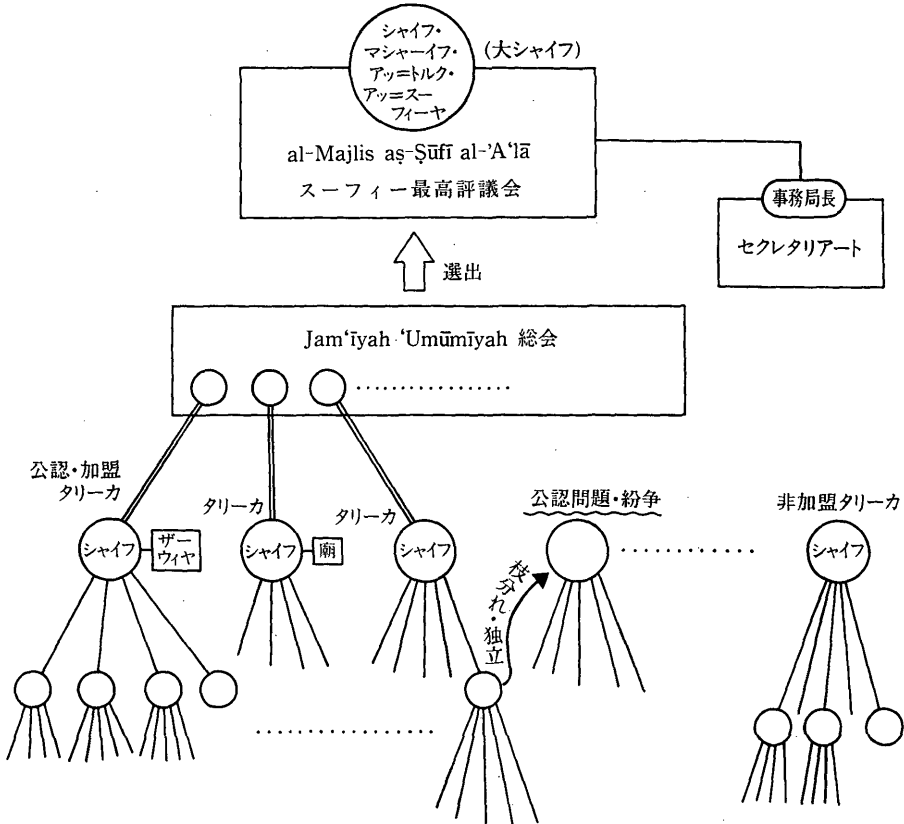 シャイフ・
マシャーイフ・
アッ=トルク・
アッ=スー
フィーヤ
(大シャイフ)
al-Majlis aṣ-Ṣūfī al-’A‘lā
スーフィー最高評議会
事務局長
セクレタリアート
選出
Jam‘īyah ‘Umūmīyah 総会
公認・加盟
タリーカ
シャイフ
ザー
ウィヤ
タリーカ
シャイフ
廟
タリーカ
シャイフ
公認問題・紛争
枝分れ・独立
非加盟タリーカ
シャイフ